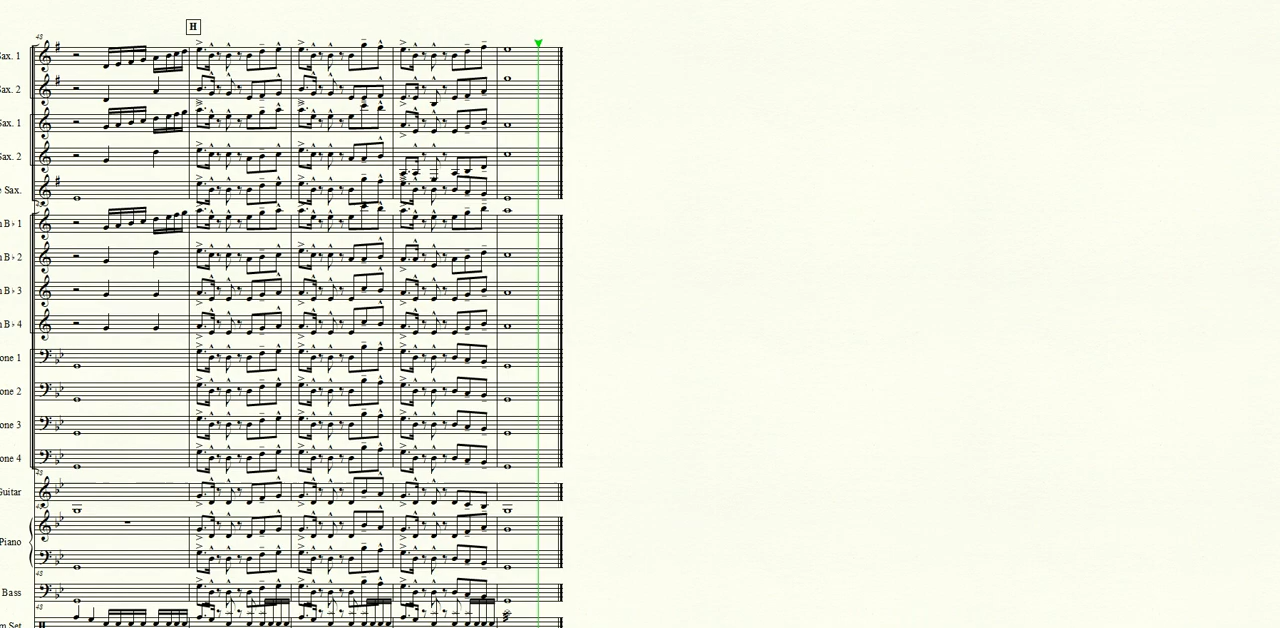 H
48
Sax. 1
Sax. 2
Sax. 1
Sax. 2
Sax.
B♭ 1
B♭ 2
B♭ 3
B♭ 4
one 1
one 2
one 3
one 4
Guitar
Piano
48
Bass
48
m Set